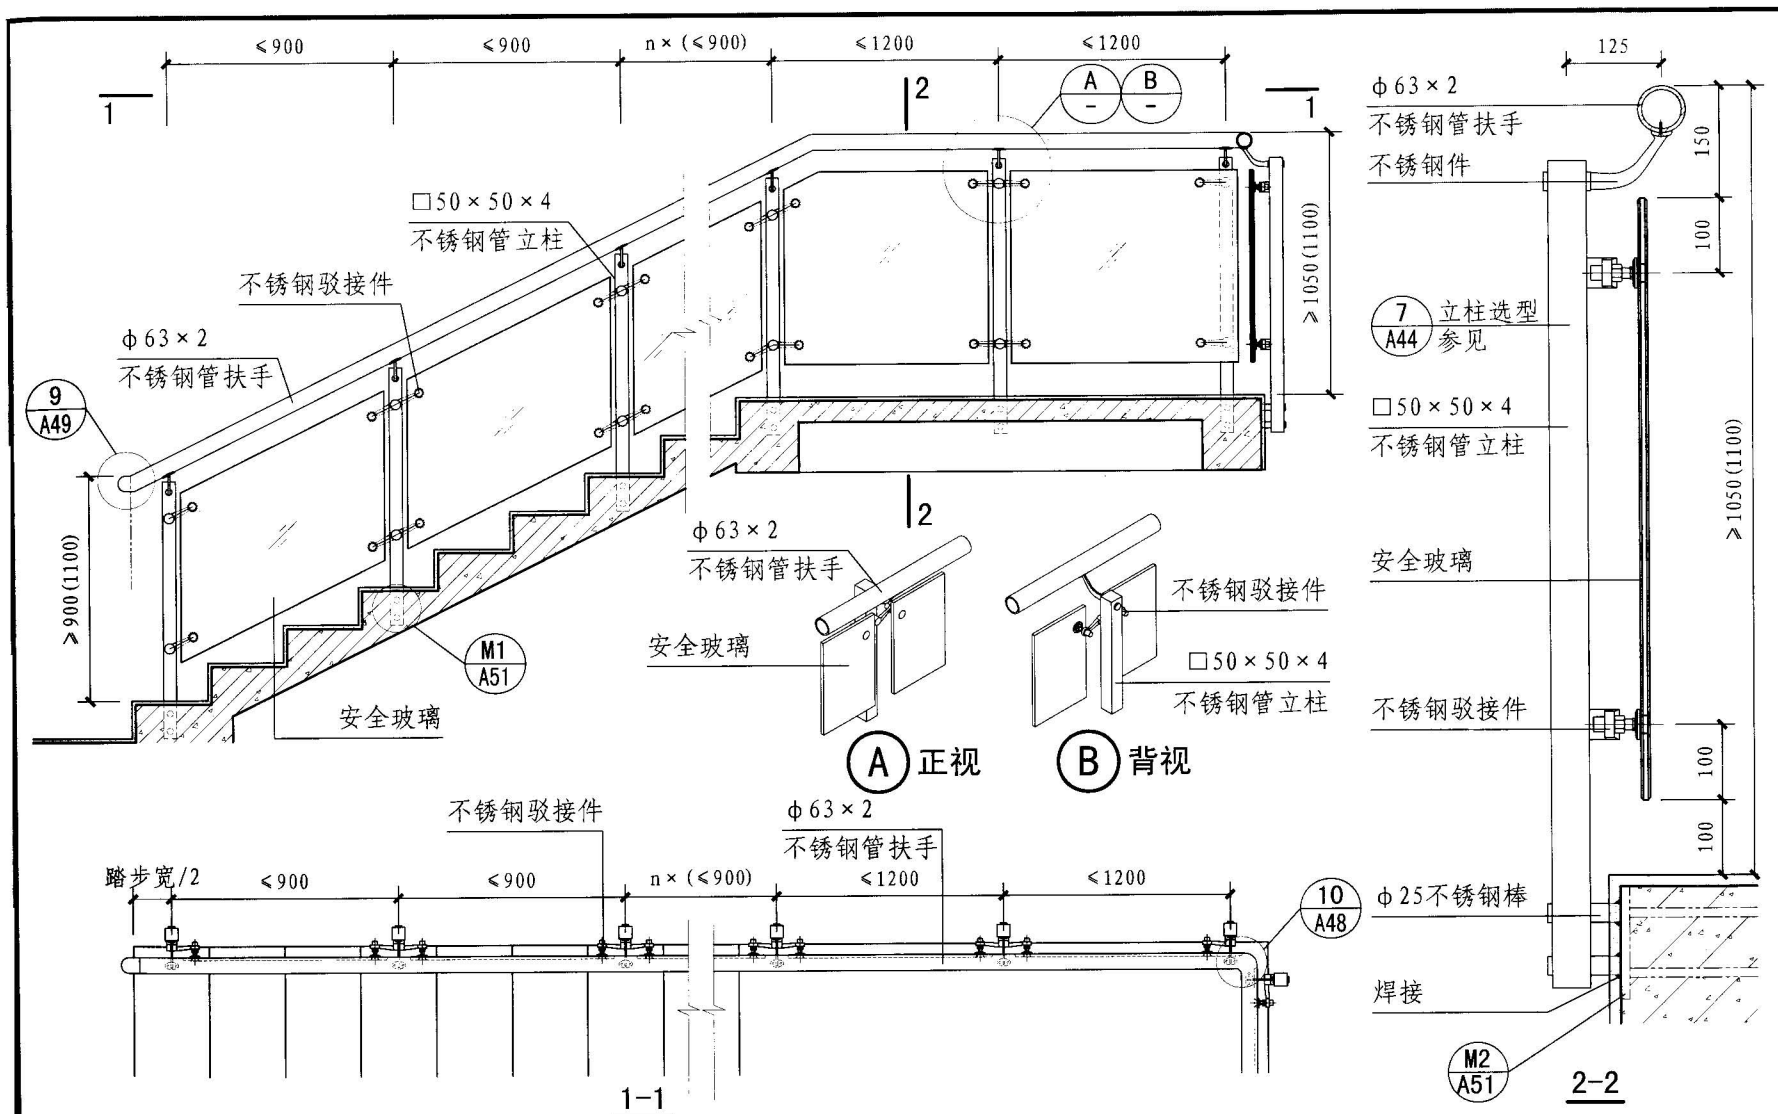 ≤900
≤900
n×(≤900)
≤1200
≤1200
1
2
A
-
B
-
1
□50×50×4
不锈钢管立柱
不锈钢驳接件
φ63×2
不锈钢管扶手
9
A49
≥900(1100)
≥1050(1100)
2
M1
A51
安全玻璃
φ63×2
不锈钢管扶手
安全玻璃
A 正视
不锈钢驳接件
□50×50×4
不锈钢管立柱
B 背视
125
φ63×2
不锈钢管扶手
不锈钢件
150
100
7
A44
立柱选型
参见
□50×50×4
不锈钢管立柱
≥1050(1100)
安全玻璃
不锈钢驳接件
100
100
φ25不锈钢棒
焊接
M2
A51
2-2
不锈钢驳接件
φ63×2
不锈钢管扶手
踏步宽/2
≤900
≤900
n×(≤900)
≤1200
≤1200
10
A48
1-1